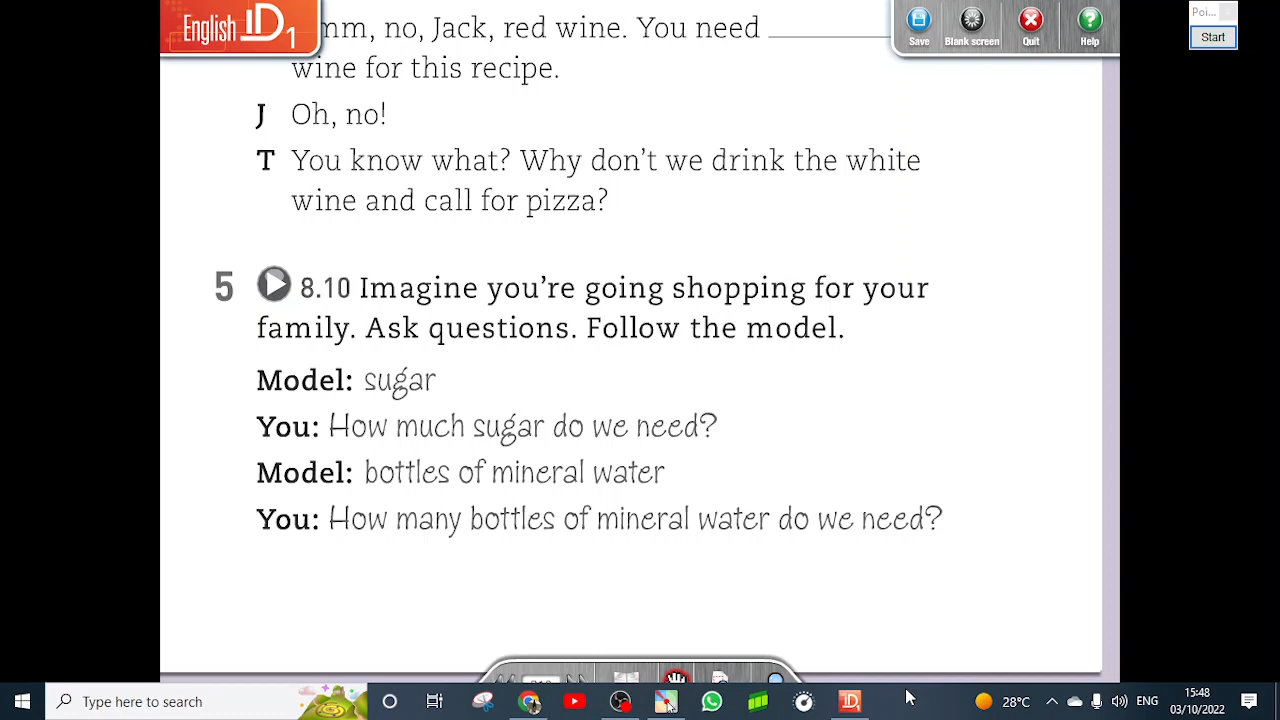 English ID 1
mm, no, Jack, red wine. You need
wine for this recipe.
J Oh, no!
T You know what? Why don't we drink the white
wine and call for pizza?
5 8.10 Imagine you're going shopping for your
family. Ask questions. Follow the model.
Model: sugar
You: How much sugar do we need?
Model: bottles of mineral water
You: How many bottles of mineral water do we need?
Save Blank screen Quit Help
Poi...
Start
Type here to search
28°C
ENG
15:48
03/10/2022